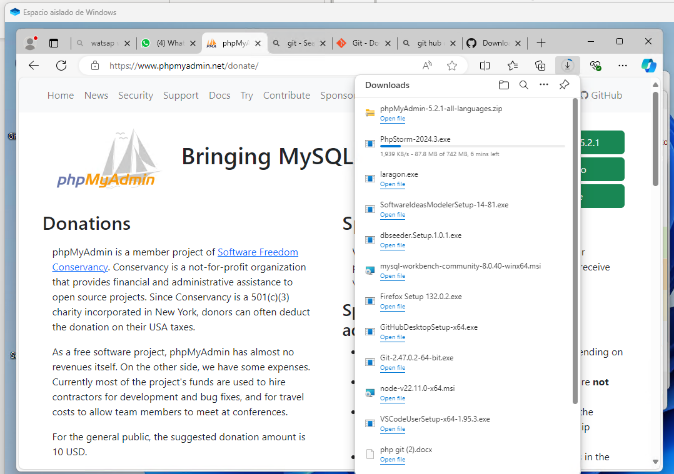 Espacio aislado de Windows
watsap
(4) What
phpMyA
git - Sea
Git - Do
git hub
Downlo
https://www.phpmyadmin.net/donate/
Home News Security Support Docs Try Contribute Sponsor
GitHub
phpMyAdmin
Bringing MySQL
5.2.1
Donations
phpMyAdmin is a member project of Software Freedom
Conservancy. Conservancy is a not-for-profit organization
that provides financial and administrative assistance to
open source projects. Since Conservancy is a 501(c)(3)
charity incorporated in New York, donors can often deduct
the donation on their USA taxes.
As a free software project, phpMyAdmin has almost no
revenues itself. On the other side, we have some expenses.
Currently most of the project's funds are used to hire
contractors for development and bug fixes, and for travel
costs to allow team members to meet at conferences.
For the general public, the suggested donation amount is
10 USD.
Downloads
phpMyAdmin-5.2.1-all-languages.zip
Open file
PhpStorm-2024.3.exe
1,939 KB/s - 87.8 MB of 742 MB, 6 mins left
laragon.exe
Open file
SoftwareIdeasModelerSetup-14-81.exe
Open file
dbseeder.Setup.1.0.1.exe
Open file
mysql-workbench-community-8.0.40-winx64.msi
Open file
Firefox Setup 132.0.2.exe
Open file
GitHubDesktopSetup-x64.exe
Open file
Git-2.47.0.2-64-bit.exe
Open file
node-v22.11.0-x64.msi
Open file
VSCodeUserSetup-x64-1.95.3.exe
Open file
php git (2).docx
Open file
receive
ending on
are not
the
in the